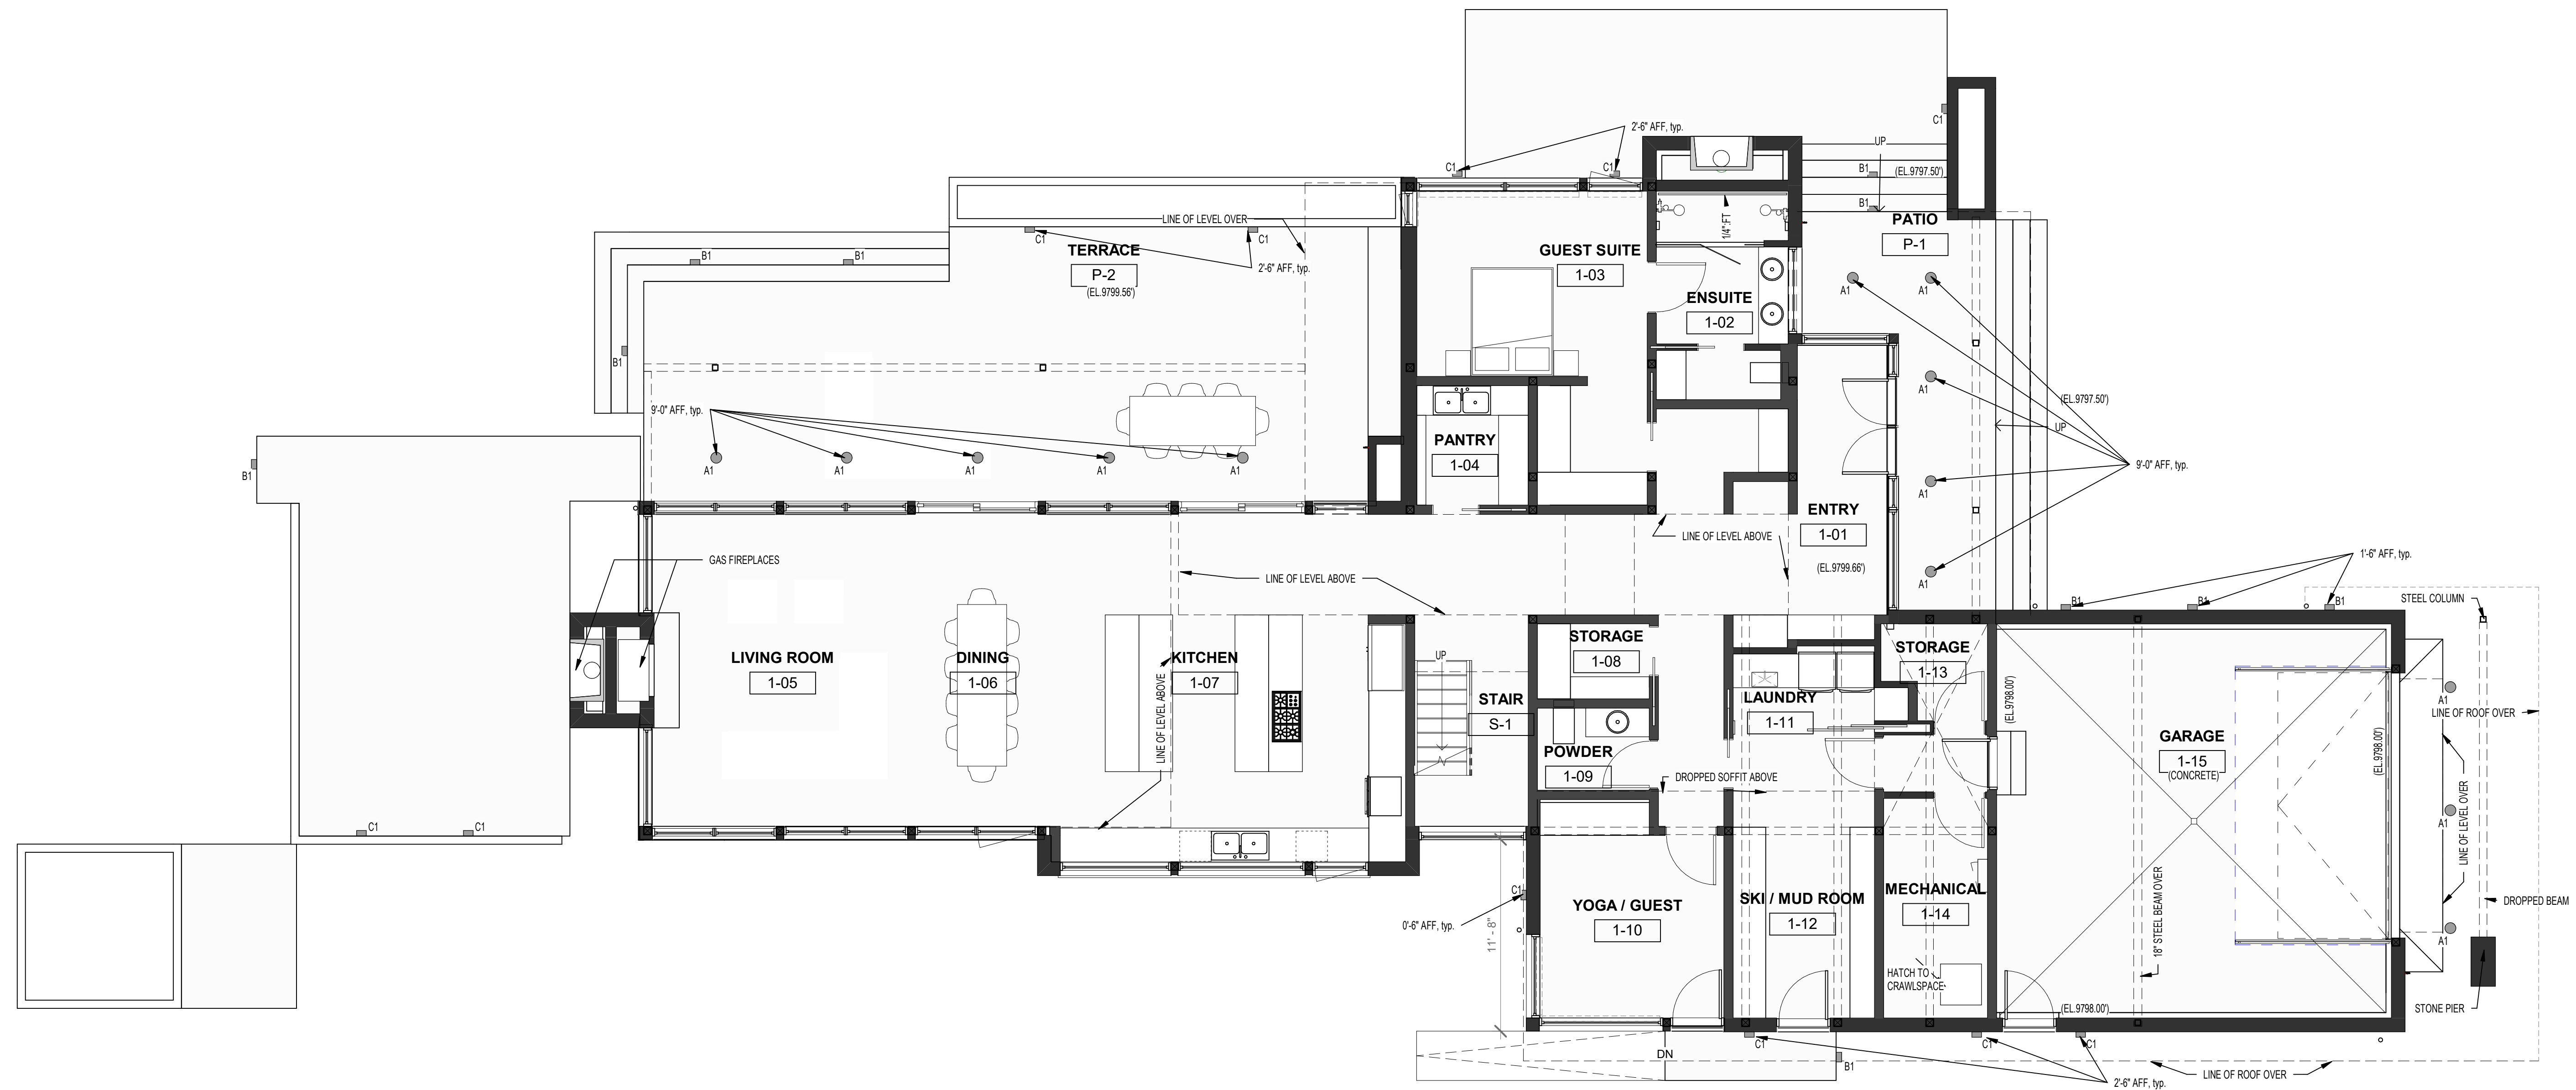 2'-6" AFF, typ.
C1
UP
C1
C1
B1
(EL.9797.50')
B1
LINE OF LEVEL OVER
1/4":FT
PATIO
P-1
C1
C1
TERRACE
P-2
(EL.9799.56')
2'-6" AFF, typ.
GUEST SUITE
1-03
B1
B1
ENSUITE
1-02
A1
A1
B1
A1
9'-0" AFF, typ.
(EL.9797.50')
UP
PANTRY
1-04
B1
A1
A1
A1
A1
A1
9'-0" AFF, typ.
A1
ENTRY
1-01
LINE OF LEVEL ABOVE
(EL.9799.66')
A1
GAS FIREPLACES
LINE OF LEVEL ABOVE
1'-6" AFF, typ.
B1
B1
B1
STEEL COLUMN
LIVING ROOM
1-05
DINING
1-06
KITCHEN
1-07
LINE OF LEVEL ABOVE
UP
STAIR
S-1
STORAGE
1-08
STORAGE
1-13
LAUNDRY
1-11
(EL.9798.00')
A1
LINE OF ROOF OVER
POWDER
1-09
GARAGE
1-15
(CONCRETE)
(EL.9798.00')
DROPPED SOFFIT ABOVE
A1
LINE OF LEVEL OVER
C1
C1
C1
0'-6" AFF, typ.
11' - 8"
YOGA / GUEST
1-10
SKI / MUD ROOM
1-12
MECHANICAL
1-14
18" STEEL BEAM OVER
DROPPED BEAM
A1
HATCH TO
CRAWLSPACE
(EL.9798.00')
STONE PIER
DN
C1
C1
C1
B1
LINE OF ROOF OVER
2'-6" AFF, typ.